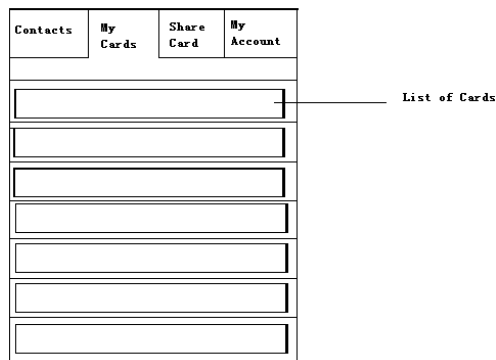 Contacts
My
Cards
Share
Card
My
Account
List of Cards